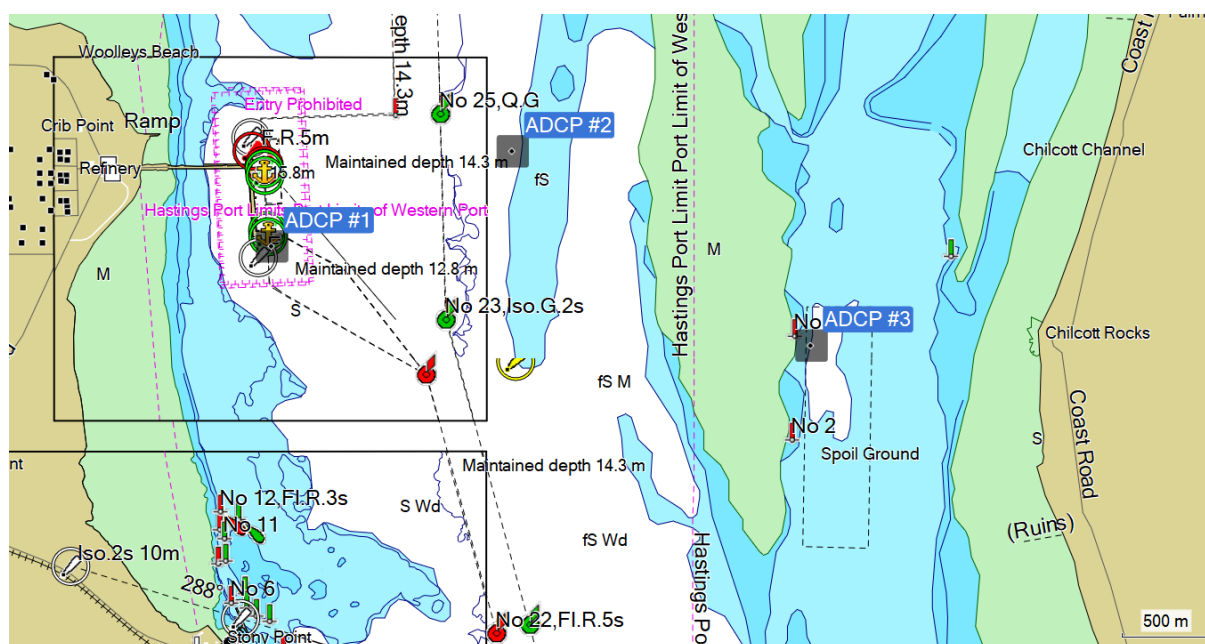 Woolleys Beach
Entry Prohibited
epth 14.3m
No 25,Q.G
ADCP #2
Crib Point
Ramp
F.R.5m
Refinery
15.8m
Maintained depth 14.3 m
fS
Chilcott Channel
Coast
Hastings Port Limit Port Limit of Wes
of Western Port
ADCP #1
M
M
Maintained depth 12.8 m
S
No 23,Iso.G.2s
No
ADCP #3
Chilcott Rocks
fS M
Coast Road
No 2
S
Spoil Ground
Maintained depth 14.3 m
No 12,Fl.R.3s
S Wd
No 11
(Ruins)
fS Wd
Hastings Po
Iso.2s 10m
288°
No 6
No 22,Fl.R.5s
Stony Point
500 m